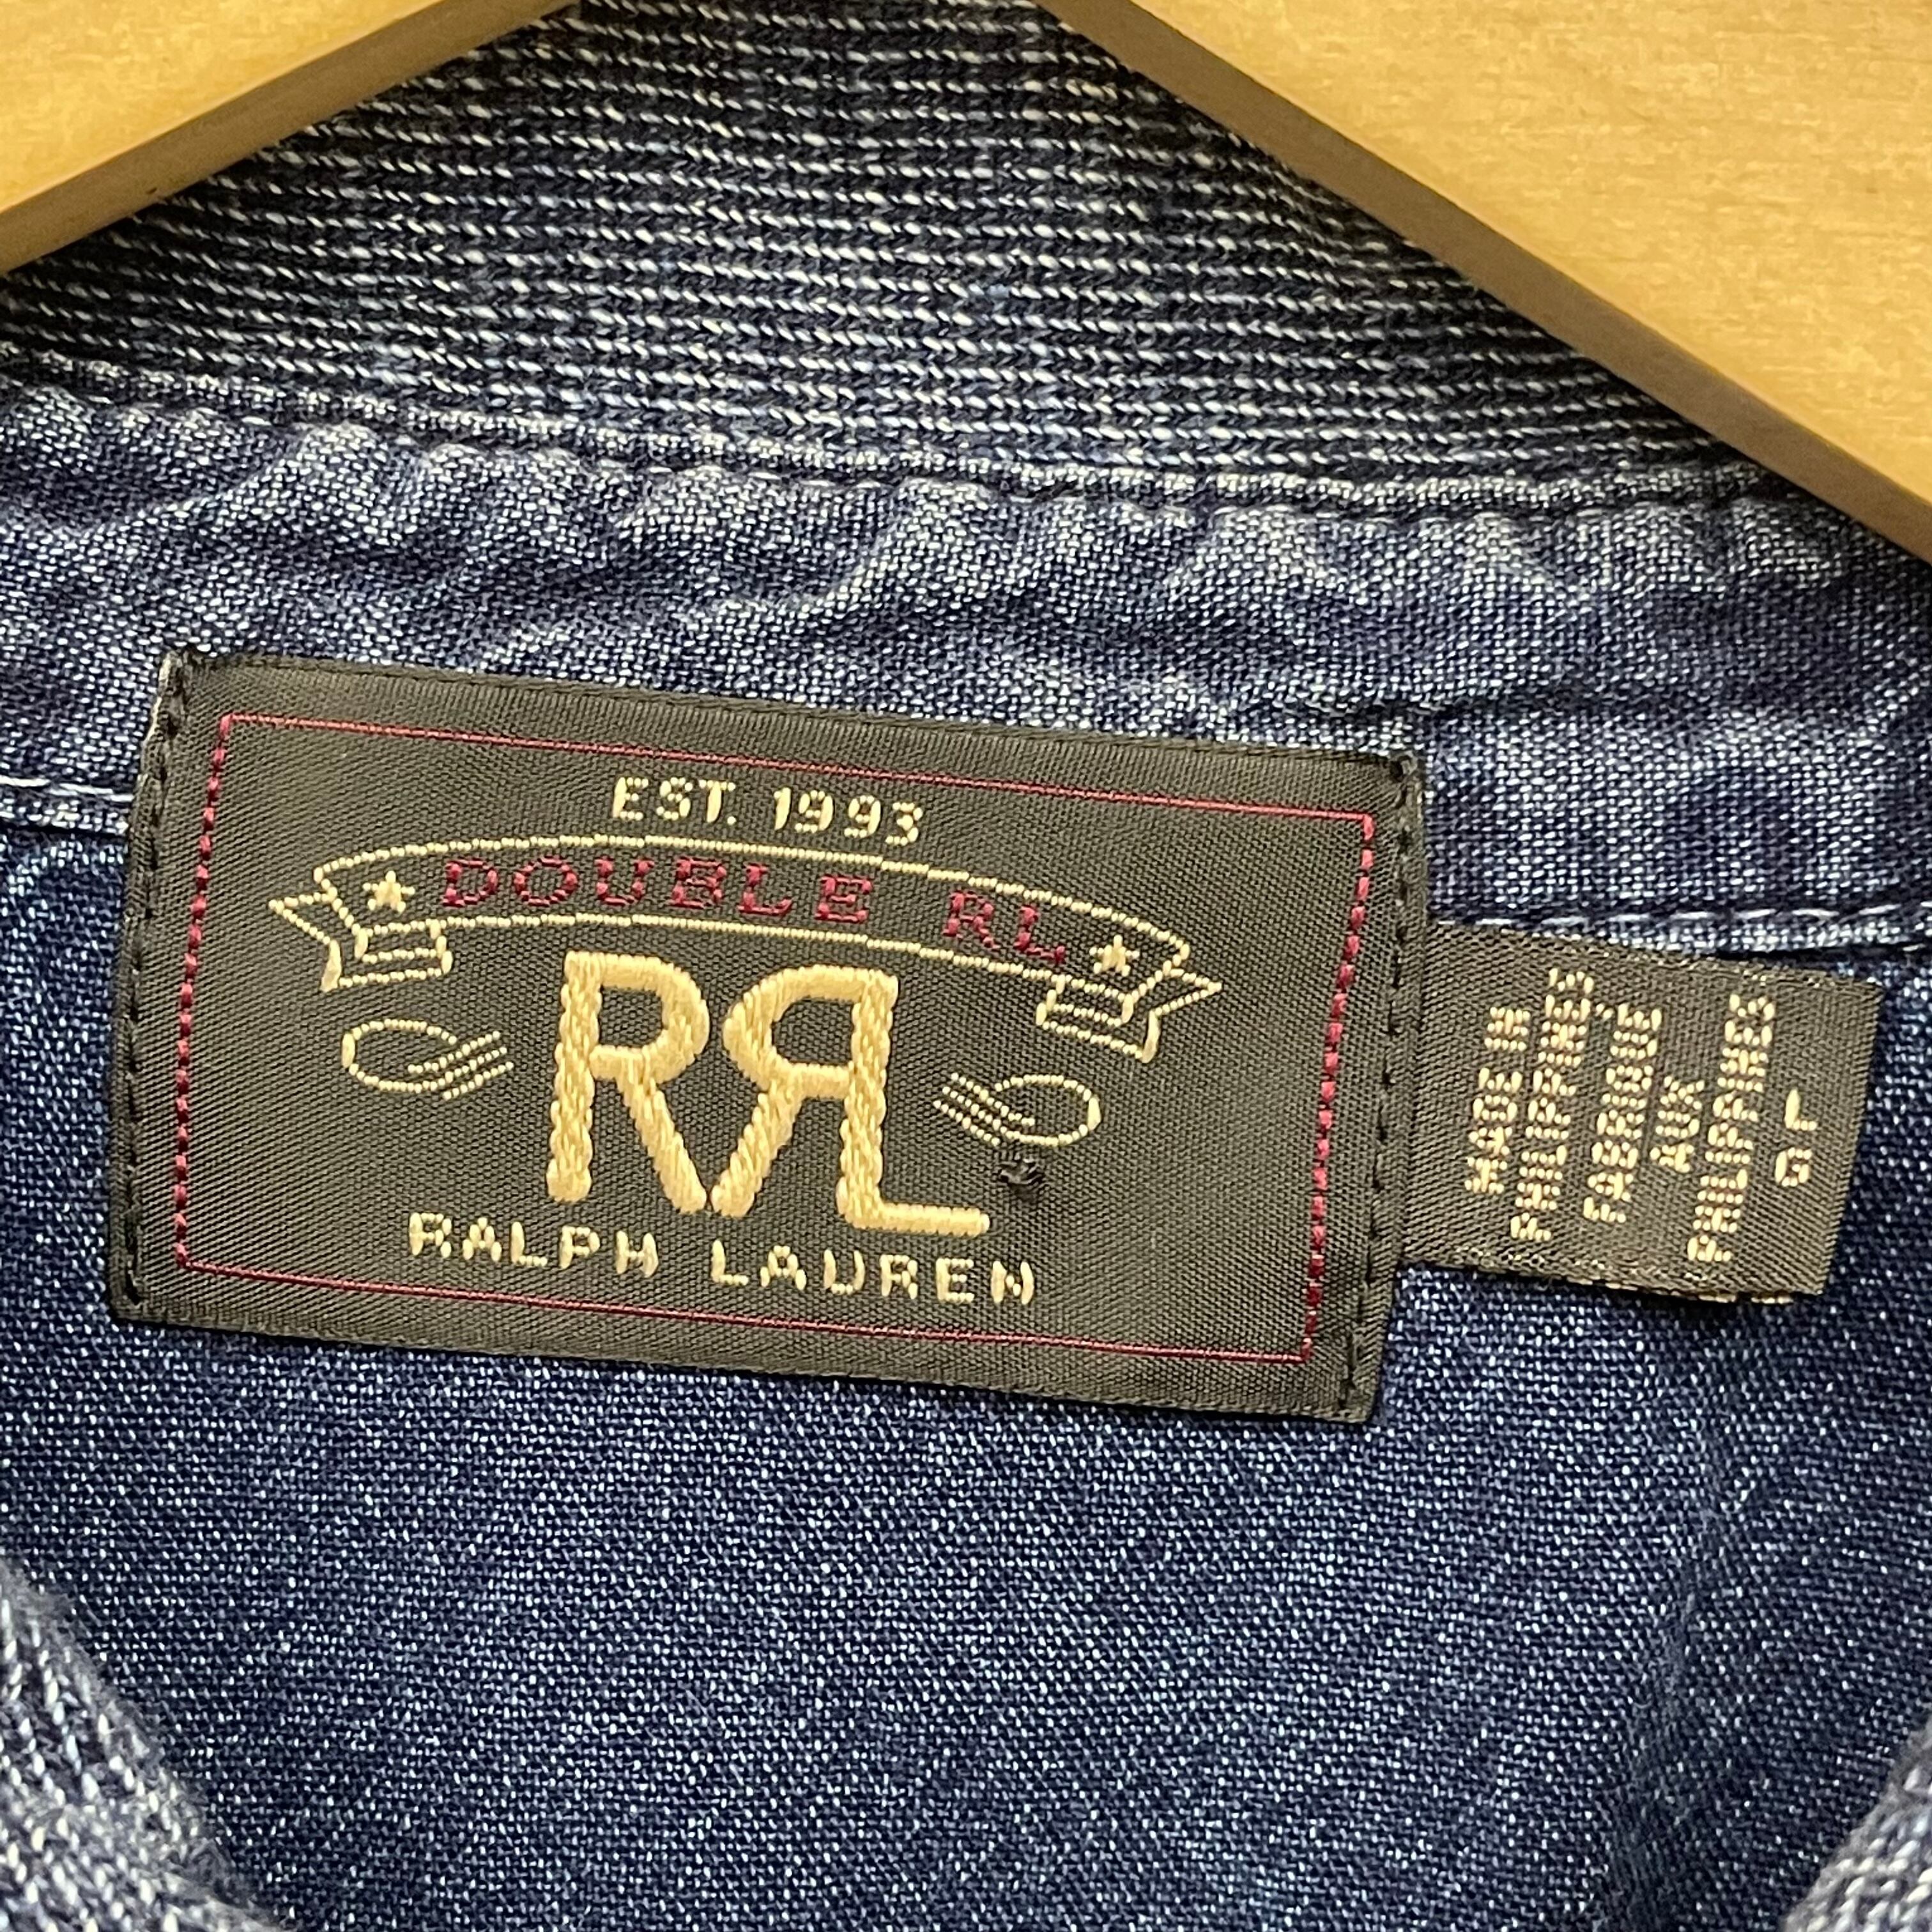 EST. 1993
DOUBLE RL
RRL
RALPH LAUREN
MADE IN
PHILIPPINES
FABRIQUÉ
AUX
PHILIPPINES
G L